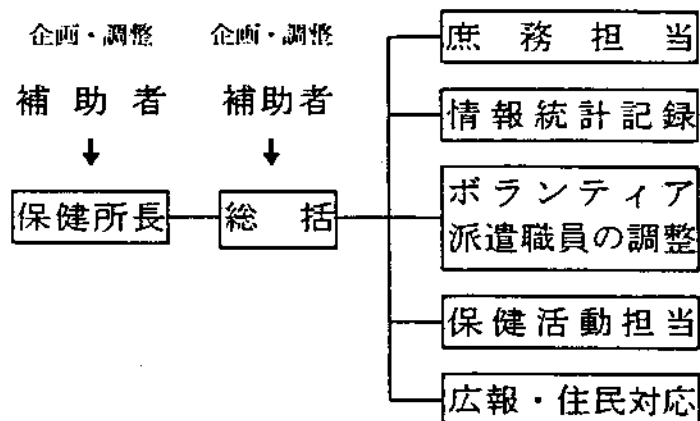 企画・調整
補助者
保健所長
企画・調整
補助者
総括
庶務担当
情報統計記録
ボランティア
派遣職員の調整
保健活動担当
広報・住民対応